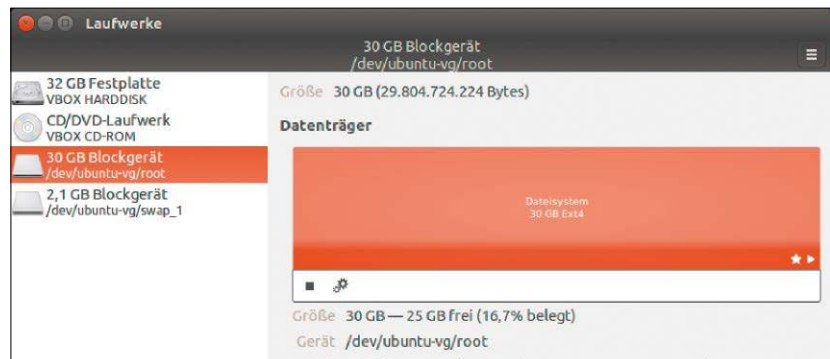 Laufwerke
30 GB Blockgerät
/dev/ubuntu-vg/root
32 GB Festplatte
VBOX HARDDISK
CD/DVD-Laufwerk
VBOX CD-ROM
30 GB Blockgerät
/dev/ubuntu-vg/root
2,1 GB Blockgerät
/dev/ubuntu-vg/swap_1
Größe 30 GB (29.804.724.224 Bytes)
Datenträger
Dateisystem
30 GB Ext4
Größe 30 GB — 25 GB frei (16,7% belegt)
Gerät /dev/ubuntu-vg/root